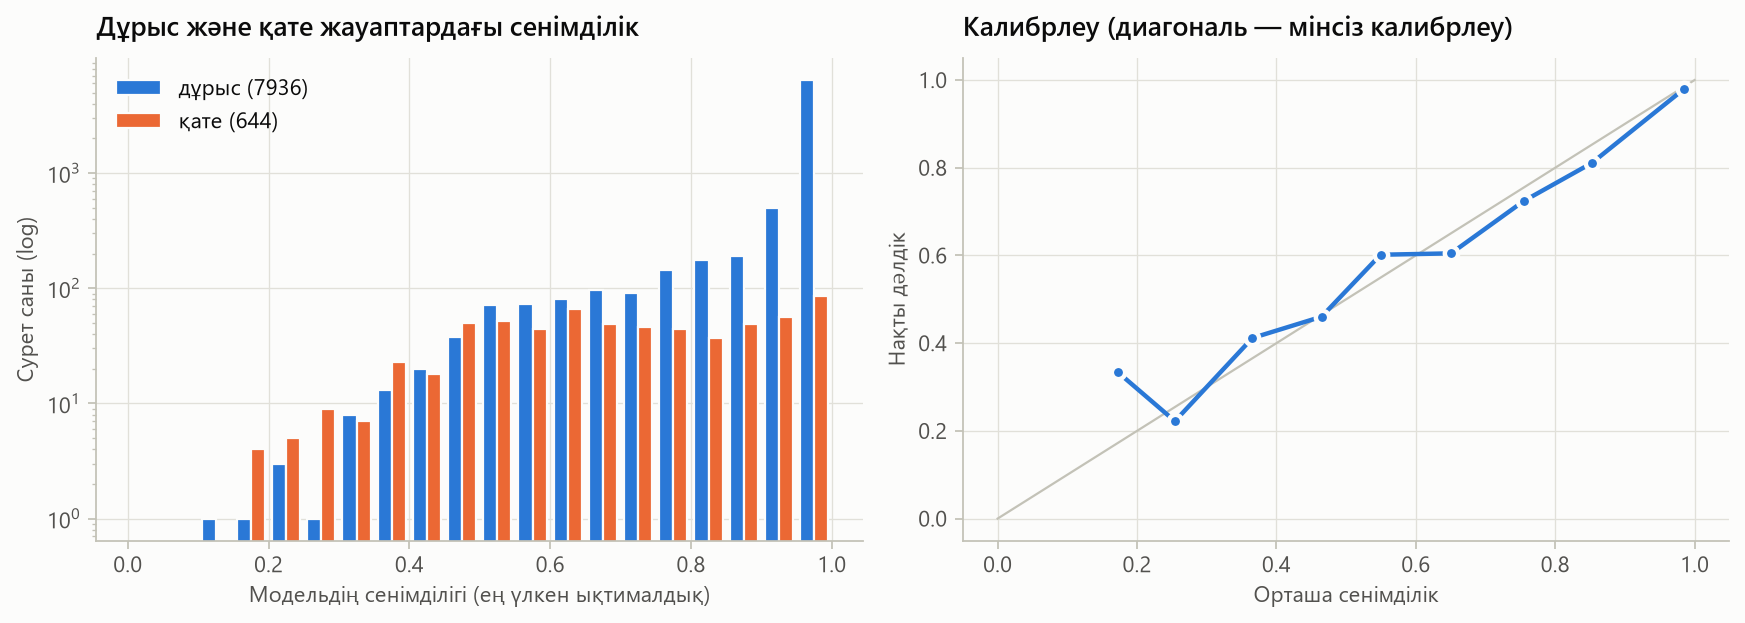 Дұрыс және қате жауаптардағы сенімділік
дұрыс (7936)
қате (644)
10³
10²
10¹
10⁰
Сурет саны (log)
0.0 0.2 0.4 0.6 0.8 1.0
Модельдің сенімділігі (ең үлкен ықтималдық)
Калибрлеу (диагональ — мінсіз калибрлеу)
1.0
0.8
0.6
0.4
0.2
0.0
Нақты дәлдік
0.0 0.2 0.4 0.6 0.8 1.0
Орташа сенімділік